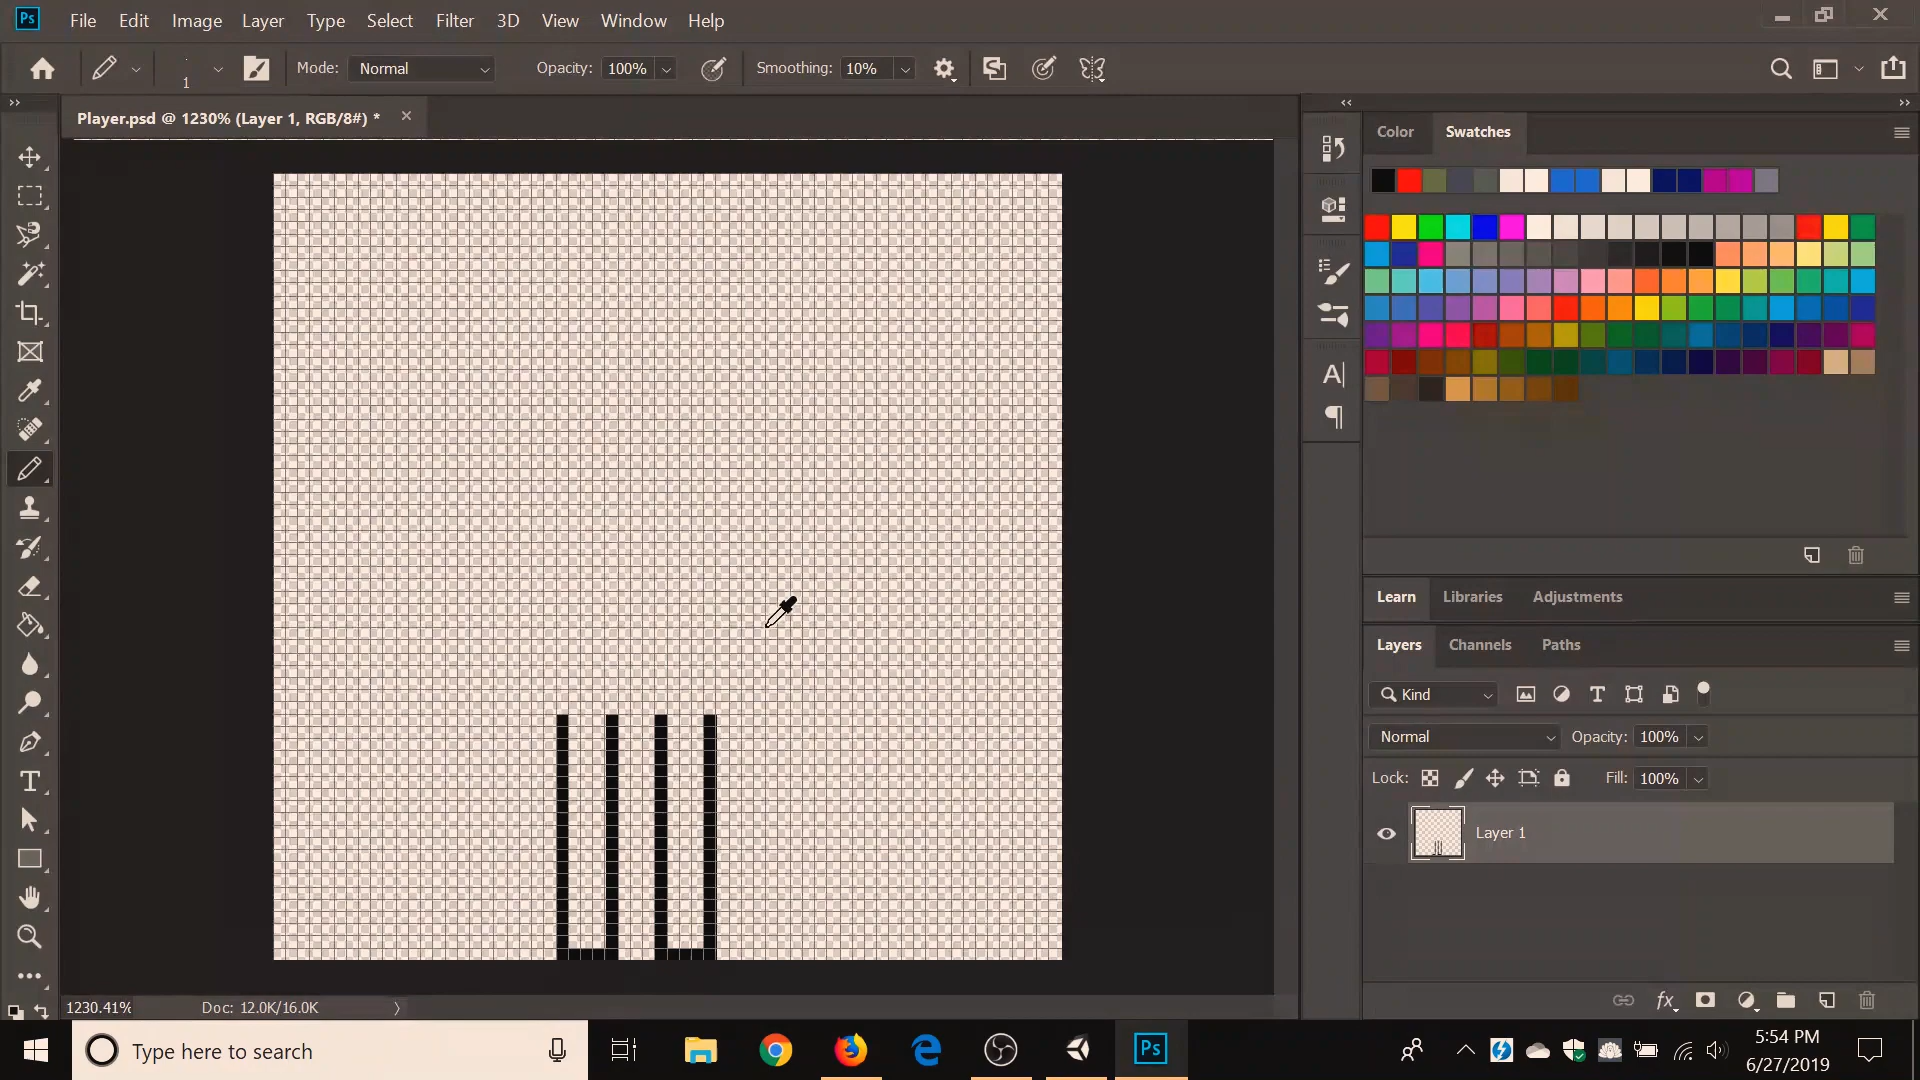 Ps File Edit Image Layer Type Select Filter 3D View Window Help
1 Mode: Normal Opacity: 100% Smoothing: 10%
Player.psd @ 1230% (Layer 1, RGB/8#) *
Color Swatches
Learn Libraries Adjustments
Layers Channels Paths
Kind
Normal Opacity: 100%
Lock: Fill: 100%
Layer 1
1230.41% Doc: 12.0K/16.0K
Type here to search
Ps
5:54 PM
6/27/2019